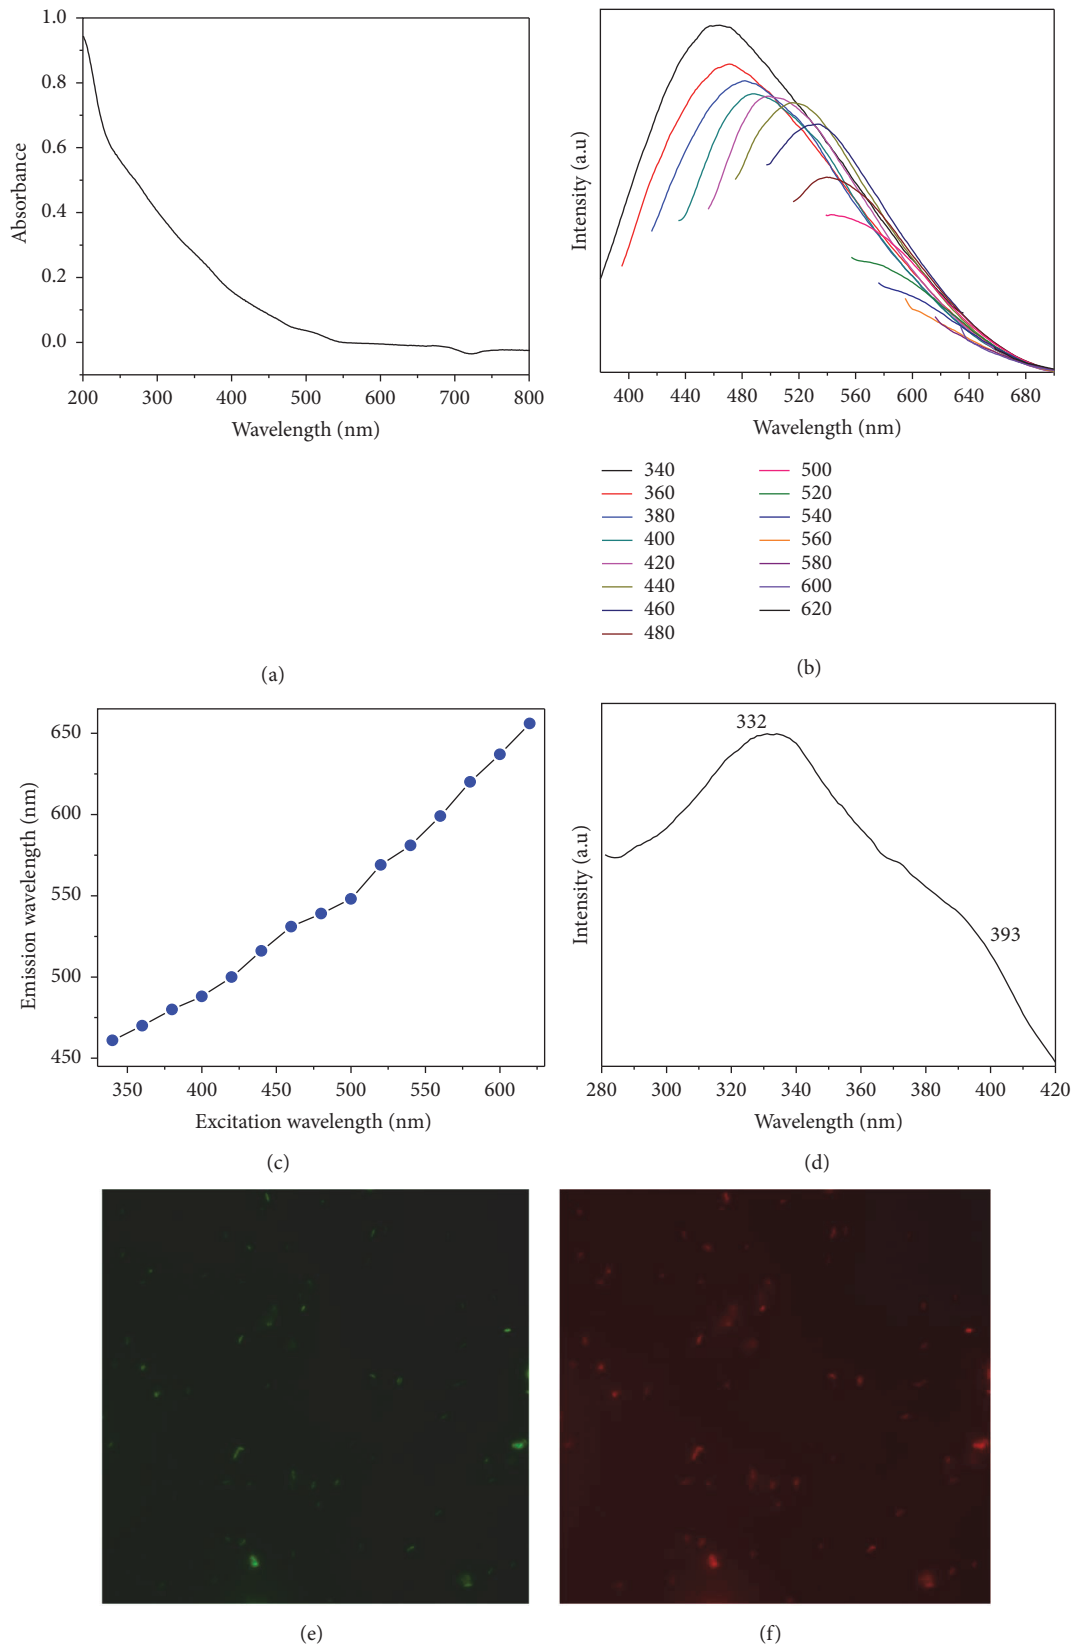 1.0
0.8
0.6
0.4
0.2
0.0
Absorbance
200 300 400 500 600 700 800
Wavelength (nm)
(a)
Intensity (a.u)
400 440 480 520 560 600 640 680
Wavelength (nm)
340 500
360 520
380 540
400 560
420 580
440 600
460 620
480
(b)
650
600
550
500
450
Emission wavelength (nm)
350 400 450 500 550 600
Excitation wavelength (nm)
(c)
332
393
Intensity (a.u)
280 300 320 340 360 380 400 420
Wavelength (nm)
(d)
(e)
(f)